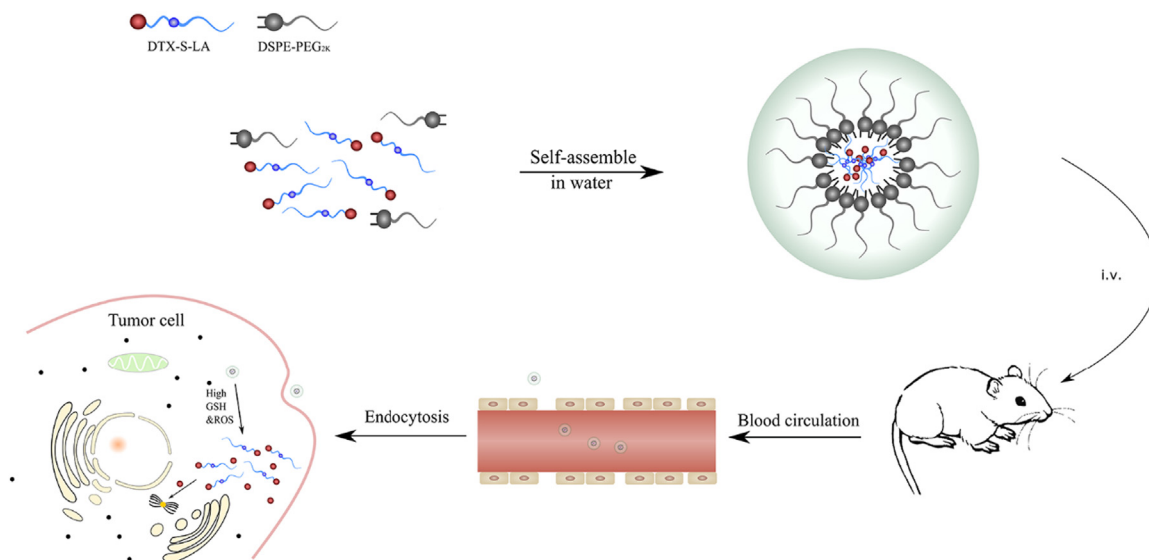 DTX-S-LA
DSPE-PEG2K
Self-assemble
in water
i.v.
Tumor cell
High
GSH
&ROS
Endocytosis
Blood circulation